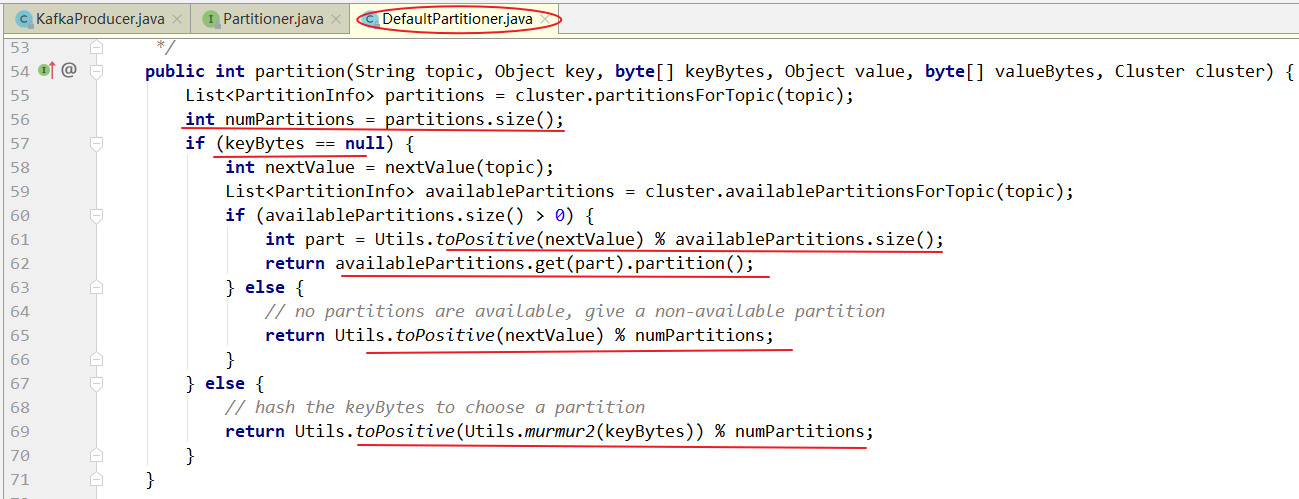 KafkaProducer.java Partitioner.java DefaultPartitioner.java
53 */
54 @ public int partition(String topic, Object key, byte[] keyBytes, Object value, byte[] valueBytes, Cluster cluster) {
55 List<PartitionInfo> partitions = cluster.partitionsForTopic(topic);
56 int numPartitions = partitions.size();
57 if (keyBytes == null) {
58 int nextValue = nextValue(topic);
59 List<PartitionInfo> availablePartitions = cluster.availablePartitionsForTopic(topic);
60 if (availablePartitions.size() > 0) {
61 int part = Utils.toPositive(nextValue) % availablePartitions.size();
62 return availablePartitions.get(part).partition();
63 } else {
64 // no partitions are available, give a non-available partition
65 return Utils.toPositive(nextValue) % numPartitions;
66 }
67 } else {
68 // hash the keyBytes to choose a partition
69 return Utils.toPositive(Utils.murmur2(keyBytes)) % numPartitions;
70 }
71 }